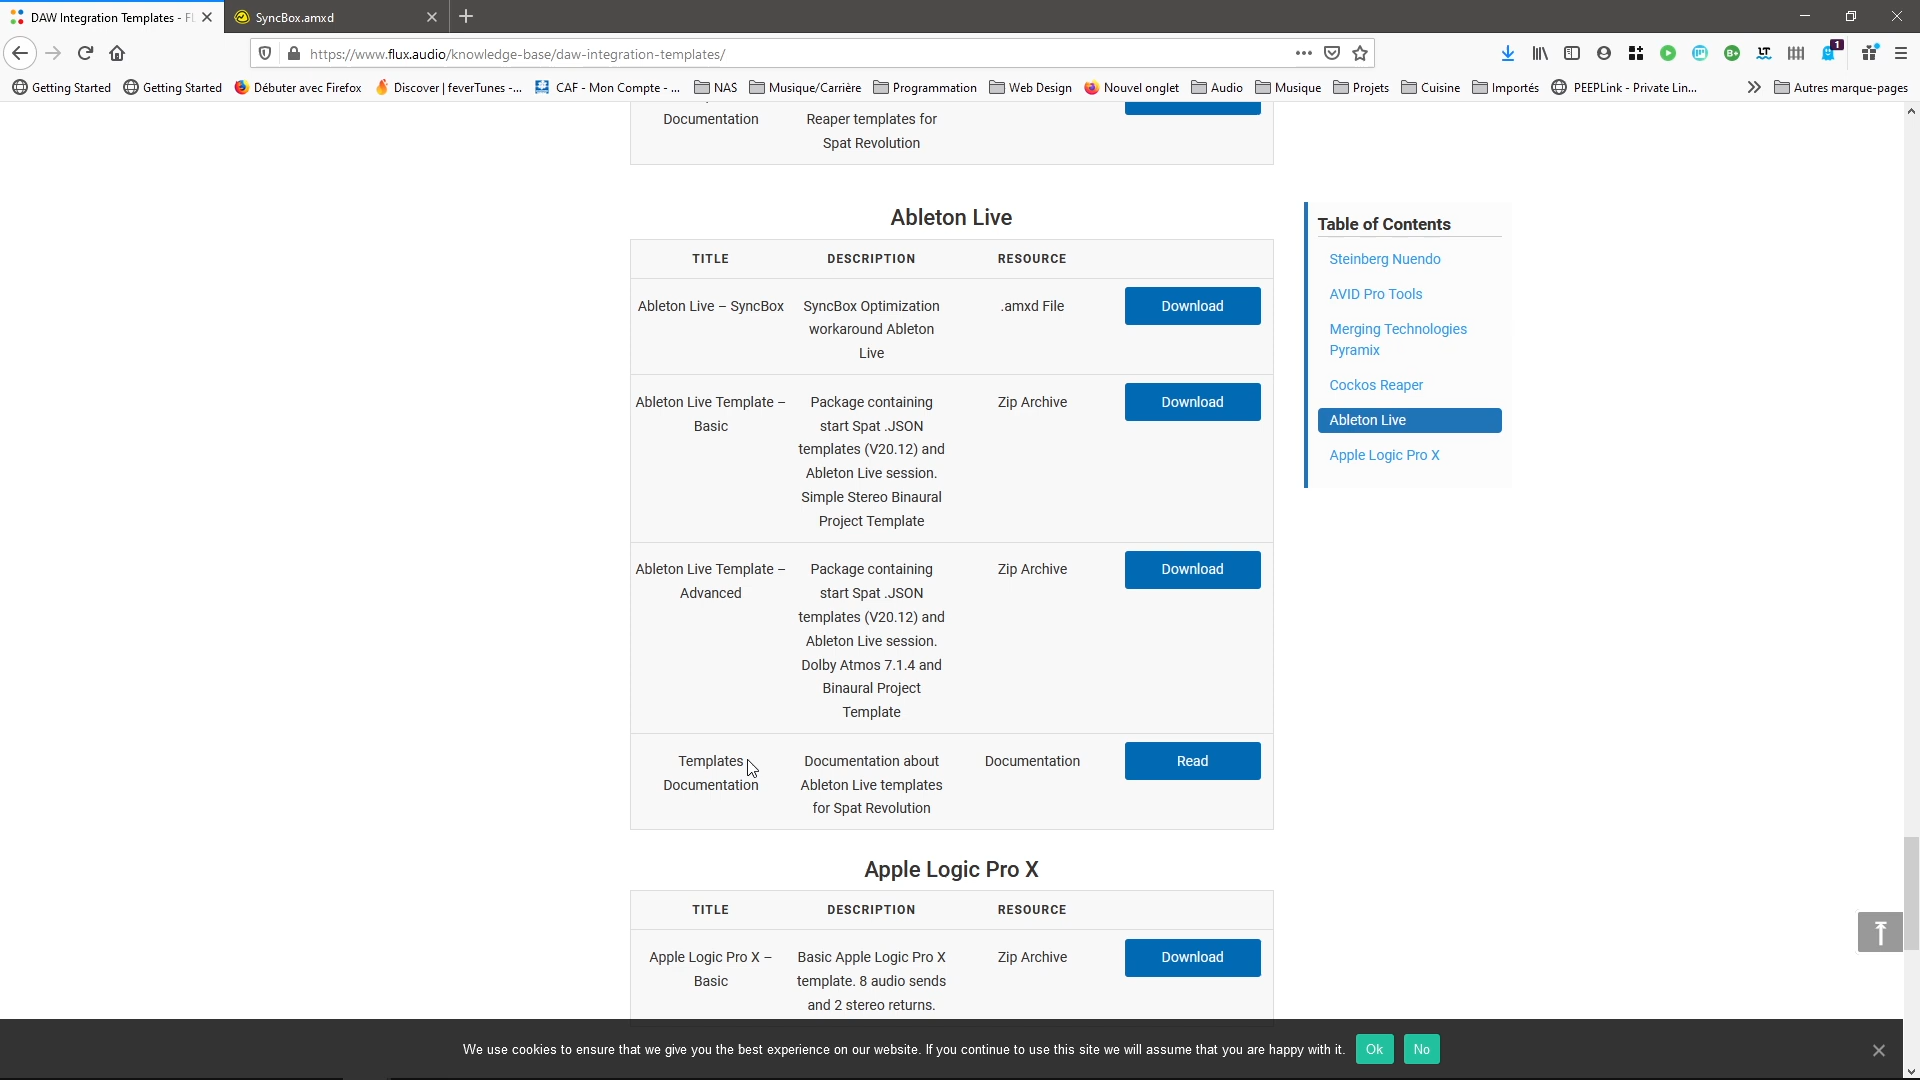 DAW Integration Templates - FL
SyncBox.amxd
https://www.flux.audio/knowledge-base/daw-integration-templates/
1
Getting Started
Getting Started
Débuter avec Firefox
Discover | feverTunes -...
CAF - Mon Compte - ...
NAS
Musique/Carrière
Programmation
Web Design
Nouvel onglet
Audio
Musique
Projets
Cuisine
Importés
PEEPLink - Private Lin...
Autres marque-pages
Documentation
Reaper templates for
Spat Revolution
Ableton Live
TITLE
DESCRIPTION
RESOURCE
Ableton Live – SyncBox
SyncBox Optimization
workaround Ableton
Live
.amxd File
Download
Ableton Live Template –
Basic
Package containing
start Spat .JSON
templates (V20.12) and
Ableton Live session.
Simple Stereo Binaural
Project Template
Zip Archive
Download
Ableton Live Template –
Advanced
Package containing
start Spat .JSON
templates (V20.12) and
Ableton Live session.
Dolby Atmos 7.1.4 and
Binaural Project
Template
Zip Archive
Download
Templates
Documentation
Documentation about
Ableton Live templates
for Spat Revolution
Documentation
Read
Apple Logic Pro X
TITLE
DESCRIPTION
RESOURCE
Apple Logic Pro X –
Basic
Basic Apple Logic Pro X
template. 8 audio sends
and 2 stereo returns.
Zip Archive
Download
Table of Contents
Steinberg Nuendo
AVID Pro Tools
Merging Technologies
Pyramix
Cockos Reaper
Ableton Live
Apple Logic Pro X
We use cookies to ensure that we give you the best experience on our website. If you continue to use this site we will assume that you are happy with it.
Ok
No